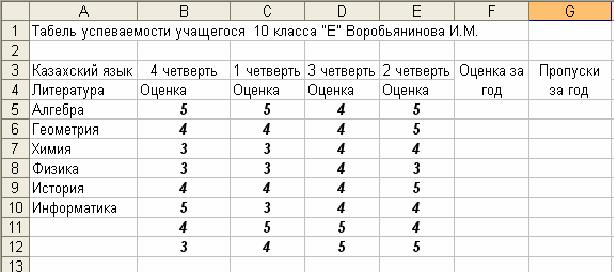 A B C D E F G
1 Табель успеваемости учащегося 10 класса "Е" Воробьянинова И.М.
2
3 Казахский язык 4 четверть 1 четверть 3 четверть 2 четверть Оценка за Пропуски
4 Литература Оценка Оценка Оценка Оценка год за год
5 Алгебра 5 5 4 5
6 Геометрия 4 4 4 5
7 Химия 3 3 4 4
8 Физика 3 3 4 3
9 История 4 4 4 5
10 Информатика 5 3 4 4
11 4 5 5 4
12 3 4 5 5
13